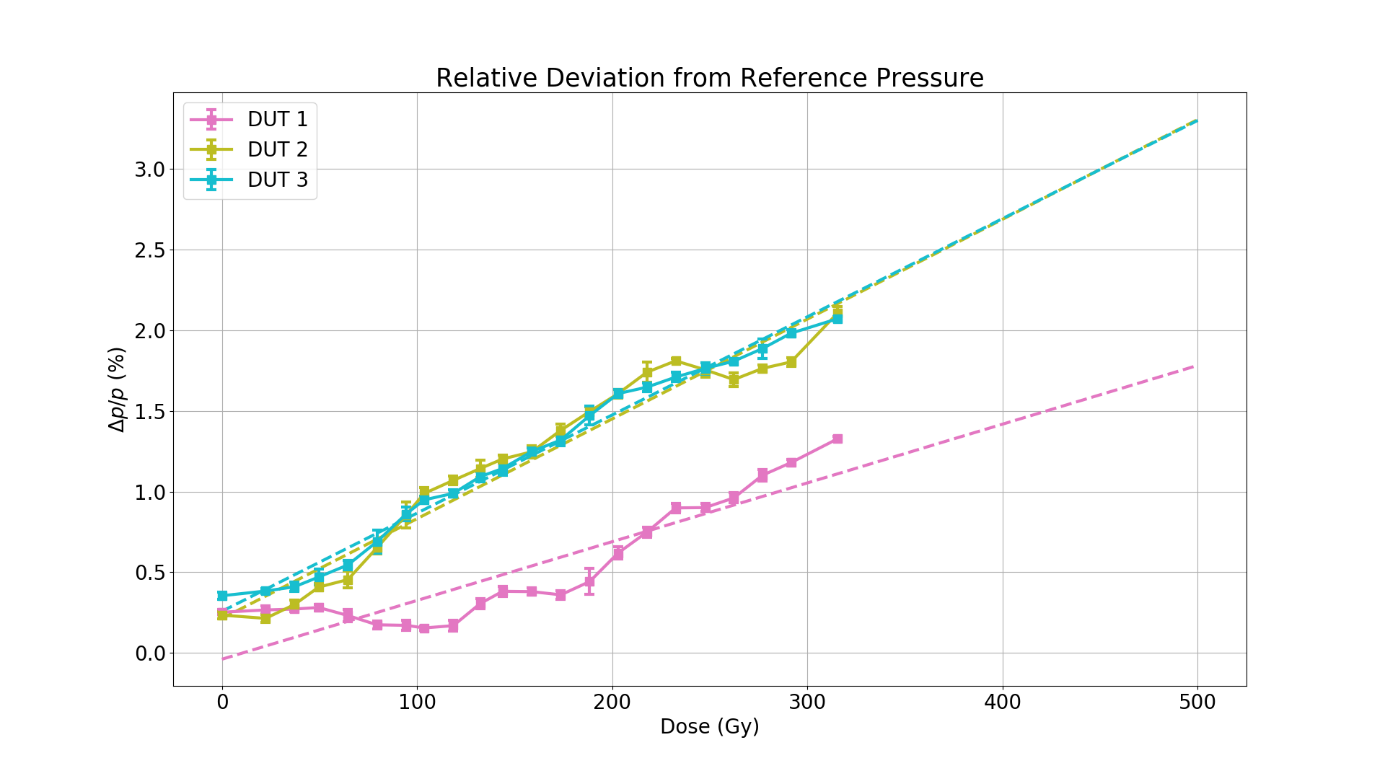 Relative Deviation from Reference Pressure
DUT 1
DUT 2
DUT 3
3.0
2.5
2.0
1.5
1.0
0.5
0.0
Δp/p (%)
0 100 200 300 400 500
Dose (Gy)